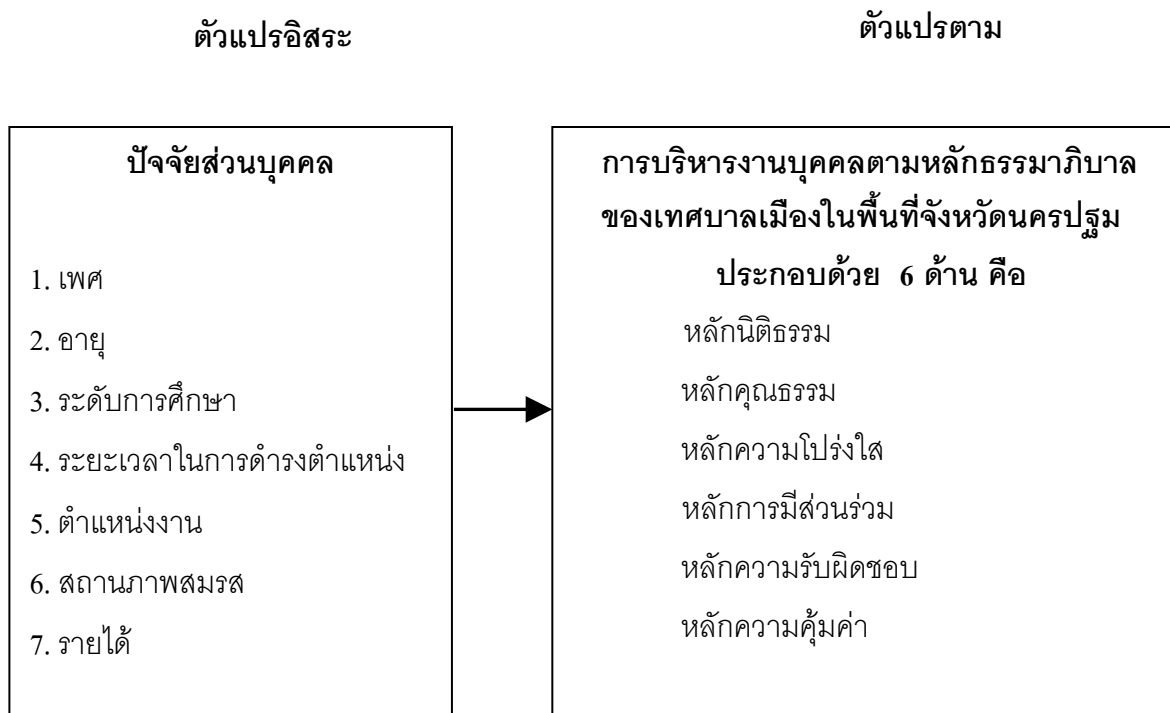 ตัวแปรอิสระ
ตัวแปรตาม
ปัจจัยส่วนบุคคล
1. เพศ
2. อายุ
3. ระดับการศึกษา
4. ระยะเวลาในการดำรงตำแหน่ง
5. ตำแหน่งงาน
6. สถานภาพสมรส
7. รายได้
การบริหารงานบุคคลตามหลักธรรมาภิบาล
ของเทศบาลเมืองในพื้นที่จังหวัดนครปฐม
ประกอบด้วย 6 ด้าน คือ
หลักนิติธรรม
หลักคุณธรรม
หลักความโปร่งใส
หลักการมีส่วนร่วม
หลักความรับผิดชอบ
หลักความคุ้มค่า